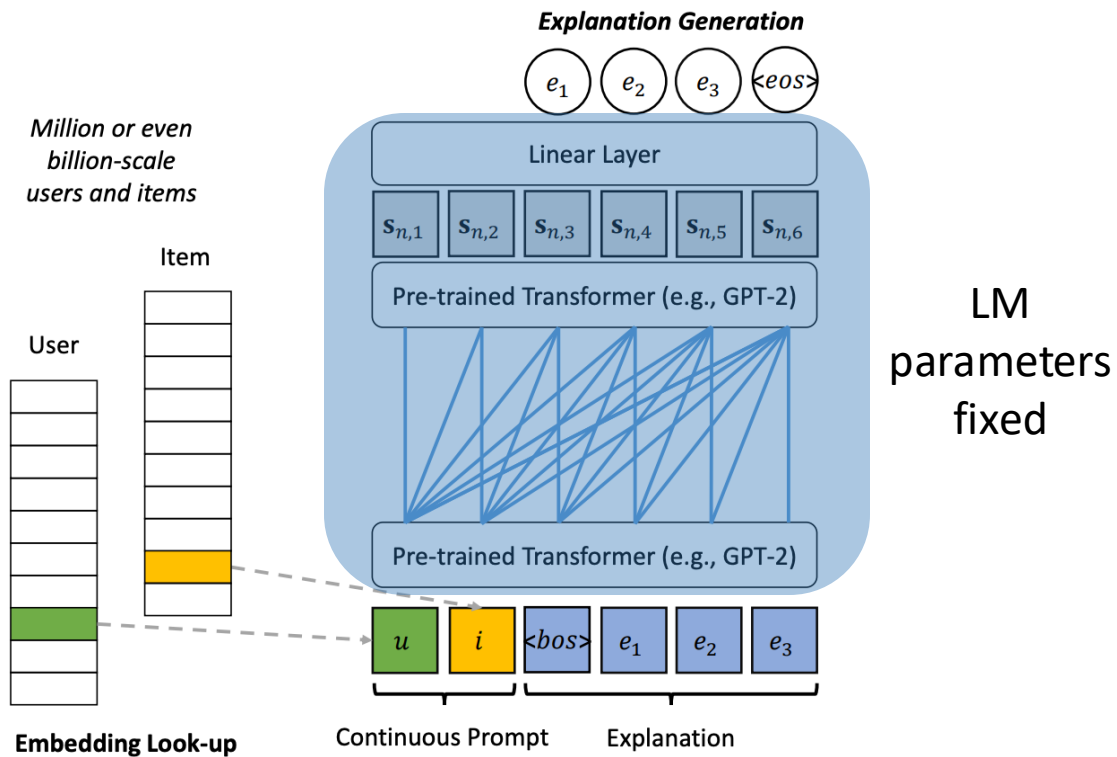 Explanation Generation
e1 e2 e3 <eos>
Million or even
billion-scale
users and items
Linear Layer
Item
User
sn,1 sn,2 sn,3 sn,4 sn,5 sn,6
Pre-trained Transformer (e.g., GPT-2)
LM
parameters
fixed
Pre-trained Transformer (e.g., GPT-2)
u i <bos> e1 e2 e3
Embedding Look-up
Continuous Prompt
Explanation